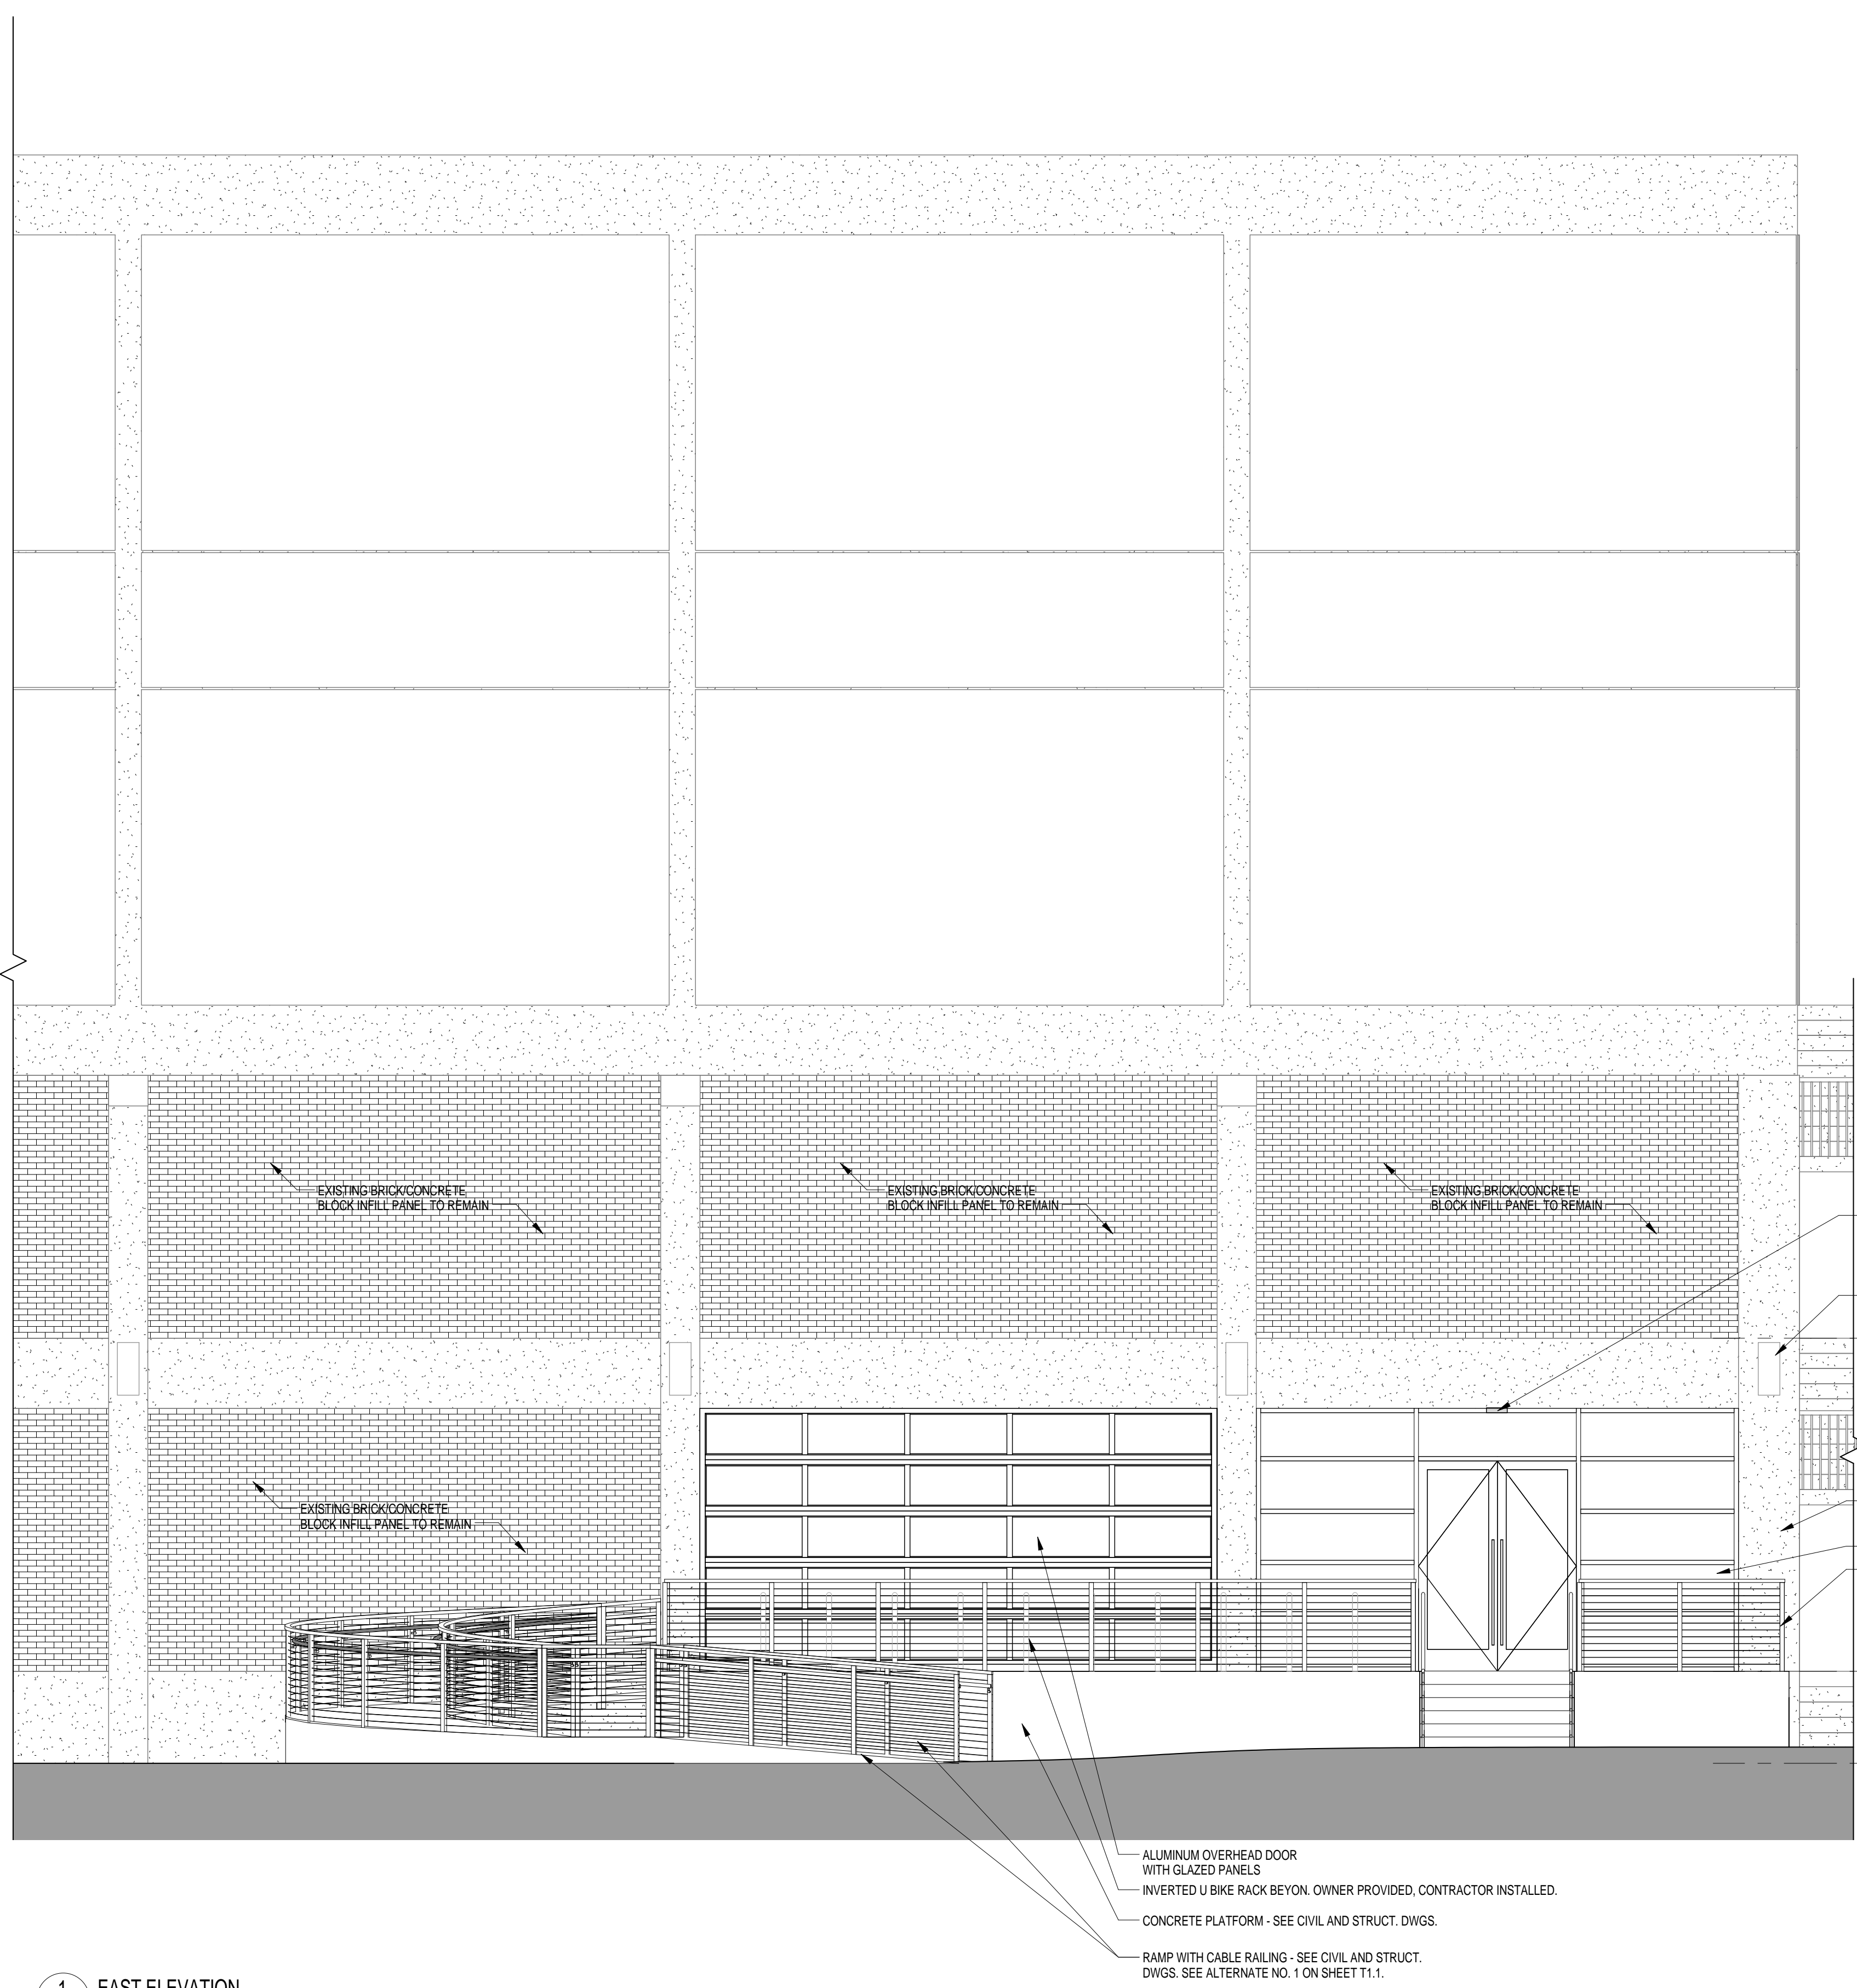 EXISTING BRICK/CONCRETE
BLOCK INFILL PANEL TO REMAIN
EXISTING BRICK/CONCRETE
BLOCK INFILL PANEL TO REMAIN
EXISTING BRICK/CONCRETE
BLOCK INFILL PANEL TO REMAIN
EXISTING BRICK/CONCRETE
BLOCK INFILL PANEL TO REMAIN
ALUMINUM OVERHEAD DOOR
WITH GLAZED PANELS
INVERTED U BIKE RACK BEYON. OWNER PROVIDED, CONTRACTOR INSTALLED.
CONCRETE PLATFORM - SEE CIVIL AND STRUCT. DWGS.
RAMP WITH CABLE RAILING - SEE CIVIL AND STRUCT.
DWGS. SEE ALTERNATE NO. 1 ON SHEET T1.1.
1 EAST ELEVATION